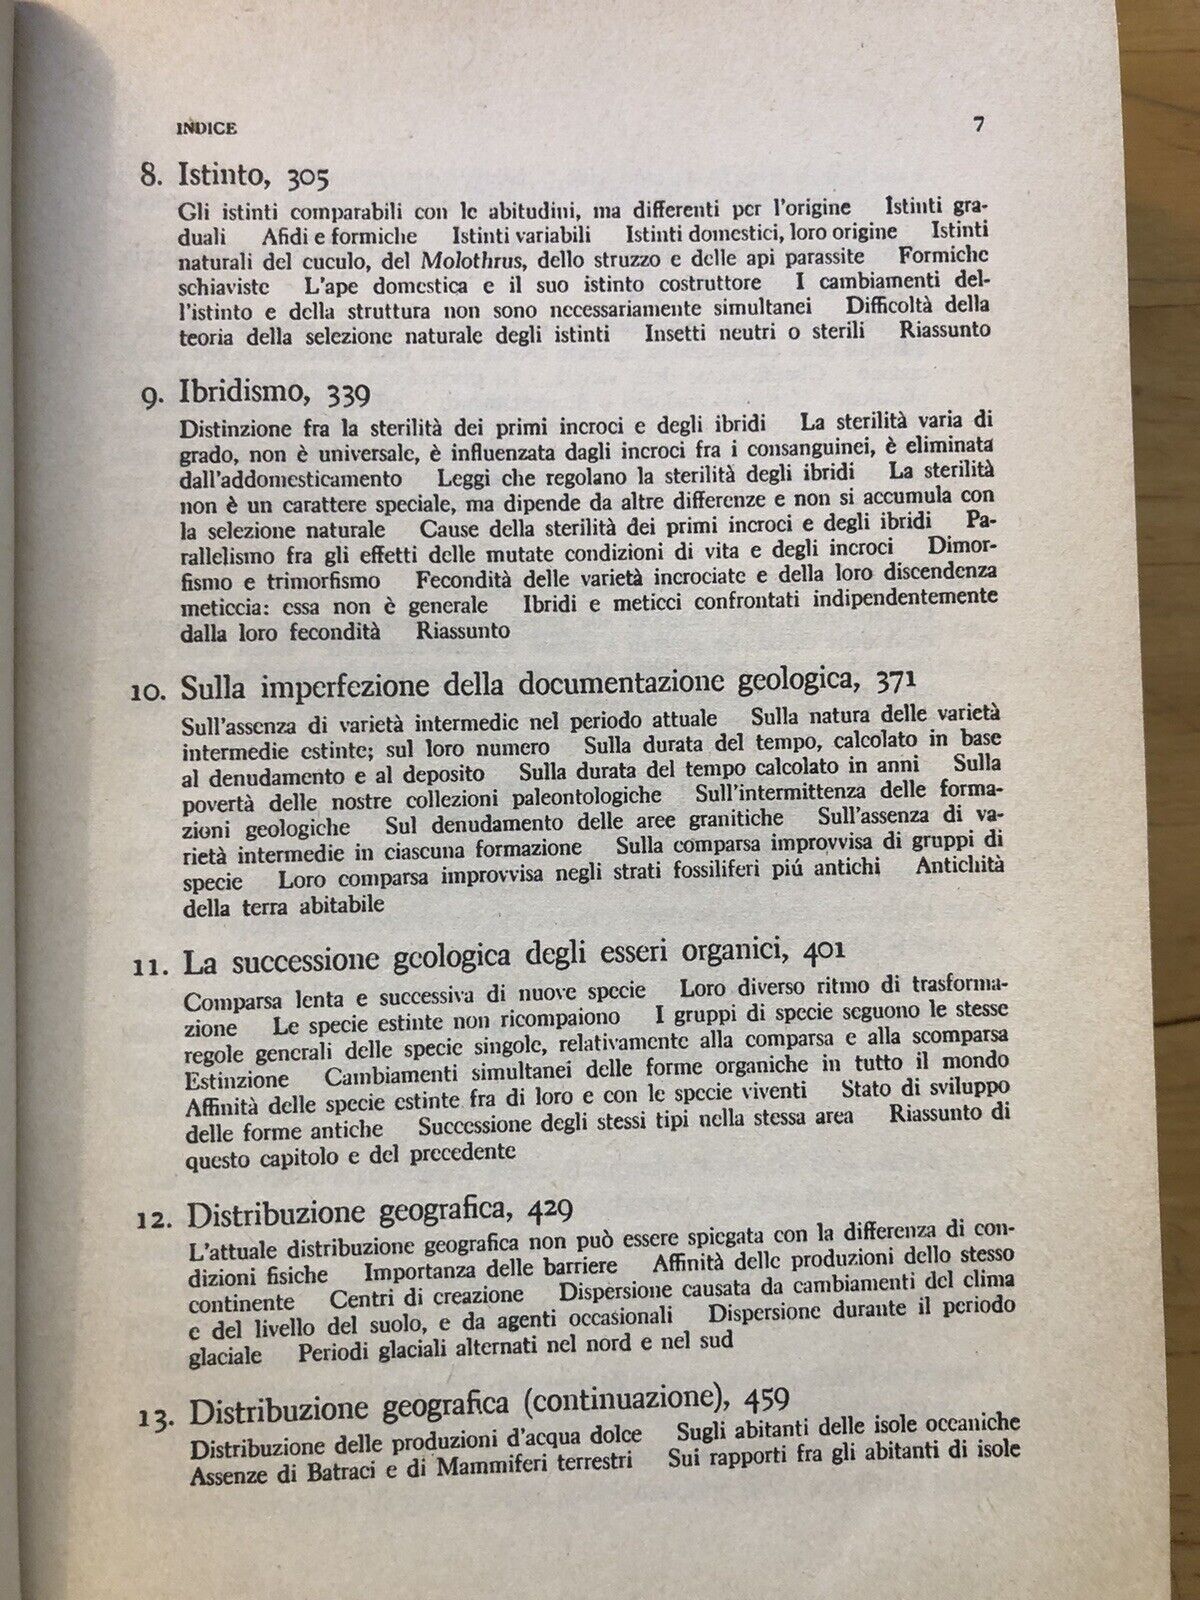 INDICE 7
8. Istinto, 305
Gli istinti comparabili con le abitudini, ma differenti per l'origine Istinti gra-
duali Afidi e formiche Istinti variabili Istinti domestici, loro origine Istinti
naturali del cuculo, del Molothrus, dello struzzo e delle api parassite Formiche
schiaviste L'ape domestica e il suo istinto costruttore I cambiamenti del-
l'istinto e della struttura non sono necessariamente simultanei Difficoltà della
teoria della selezione naturale degli istinti Insetti neutri o sterili Riassunto
9. Ibridismo, 339
Distinzione fra la sterilità dei primi incroci e degli ibridi La sterilità varia di
grado, non è universale, è influenzata dagli incroci fra i consanguinei, è eliminata
dall'addomesticamento Leggi che regolano la sterilità degli ibridi La sterilità
non è un carattere speciale, ma dipende da altre differenze e non si accumula con
la selezione naturale Cause della sterilità dei primi incroci e degli ibridi Pa-
rallelismo fra gli effetti delle mutate condizioni di vita e degli incroci Dimor-
fismo e trimorfismo Fecondità delle varietà incrociate e della loro discendenza
meticcia: essa non è generale Ibridi e meticci confrontati indipendentemente
dalla loro fecondità Riassunto
10. Sulla imperfezione della documentazione geologica, 371
Sull'assenza di varietà intermedie nel periodo attuale Sulla natura delle varietà
intermedie estinte; sul loro numero Sulla durata del tempo, calcolato in base
al denudamento e al deposito Sulla durata del tempo calcolato in anni Sulla
povertà delle nostre collezioni paleontologiche Sull'intermittenza delle forma-
zioni geologiche Sul denudamento delle aree granitiche Sull'assenza di va-
rietà intermedie in ciascuna formazione Sulla comparsa improvvisa di gruppi di
specie Loro comparsa improvvisa negli strati fossiliferi piú antichi Antichità
della terra abitabile
11. La successione geologica degli esseri organici, 401
Comparsa lenta e successiva di nuove specie Loro diverso ritmo di trasforma-
zione Le specie estinte non ricompaiono I gruppi di specie seguono le stesse
regole generali delle specie singole, relativamente alla comparsa e alla scomparsa
Estinzione Cambiamenti simultanei delle forme organiche in tutto il mondo
Affinità delle specie estinte fra di loro e con le specie viventi Stato di sviluppo
delle forme antiche Successione degli stessi tipi nella stessa area Riassunto di
questo capitolo e del precedente
12. Distribuzione geografica, 429
L'attuale distribuzione geografica non può essere spiegata con la differenza di con-
dizioni fisiche Importanza delle barriere Affinità delle produzioni dello stesso
continente Centri di creazione Dispersione causata da cambiamenti del clima
e del livello del suolo, e da agenti occasionali Dispersione durante il periodo
glaciale Periodi glaciali alternati nel nord e nel sud
13. Distribuzione geografica (continuazione), 459
Distribuzione delle produzioni d'acqua dolce Sugli abitanti delle isole oceaniche
Assenze di Batraci e di Mammiferi terrestri Sui rapporti fra gli abitanti di isole